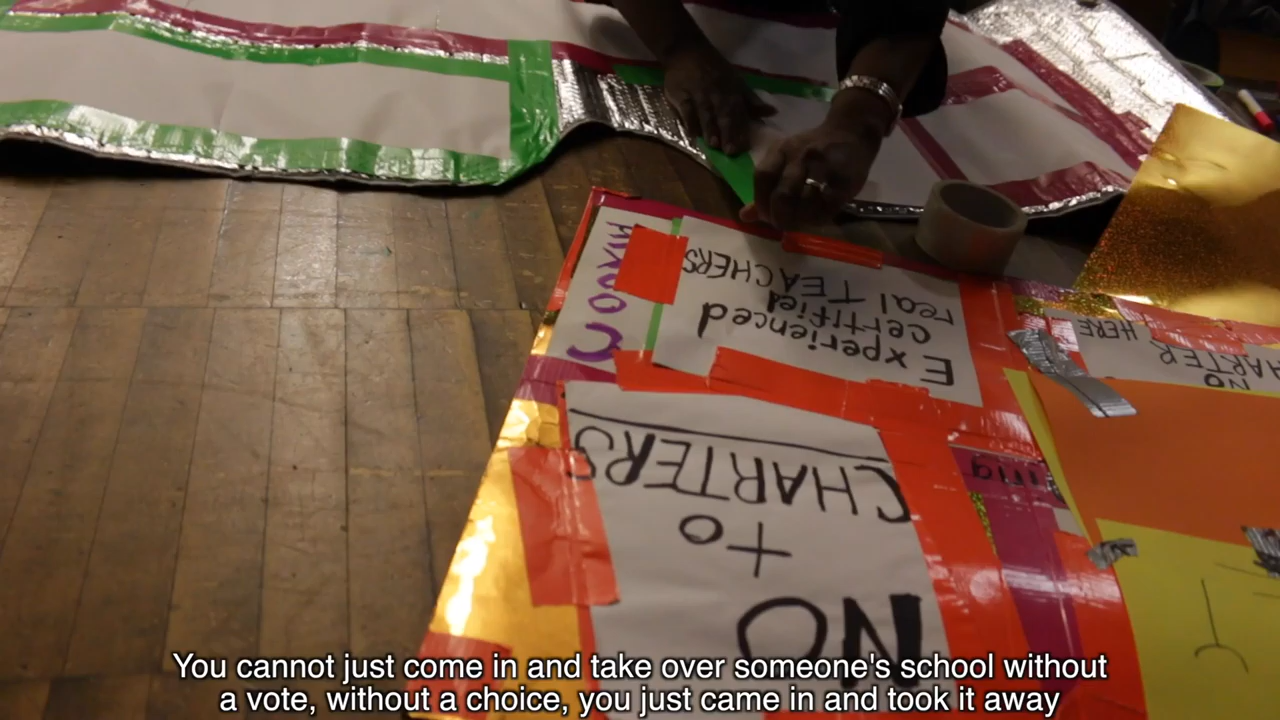 Experienced
certified
real TEACHERS
NO
CHARTER
HERE
NO
to
CHARTERS
You cannot just come in and take over someone's school without
a vote, without a choice, you just came in and took it away